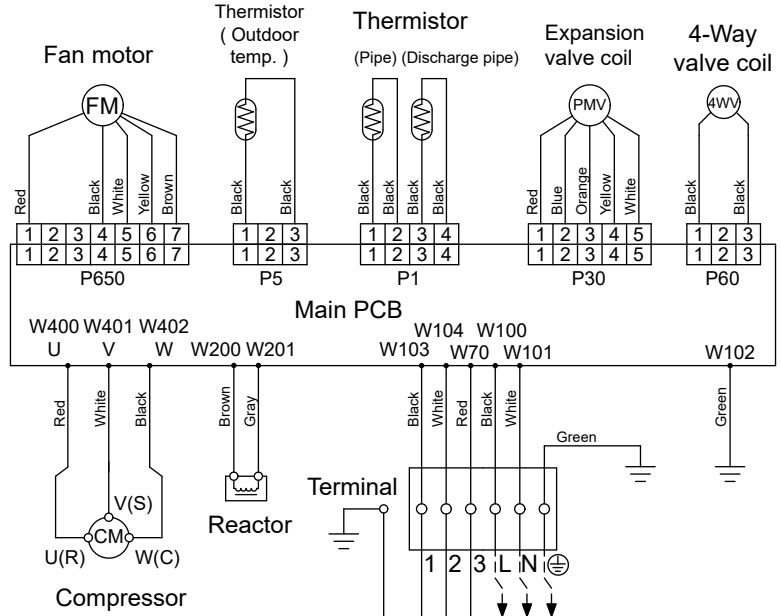 Thermistor
( Outdoor
temp. )
Thermistor
(Pipe) (Discharge pipe)
Expansion
valve coil
4-Way
valve coil
Fan motor
FM
PMV
4WV
Red
Black
White
Yellow
Brown
Black
Black
Black
Black
Black
Black
Red
Blue
Orange
Yellow
White
Black
Black
1 2 3 4 5 6 7
1 2 3
1 2 3 4
1 2 3 4 5
1 2 3
1 2 3 4 5 6 7
1 2 3
1 2 3 4
1 2 3 4 5
1 2 3
P650
P5
P1
P30
P60
Main PCB
W400 W401 W402
U V W
W200 W201
W104 W100
W103 W70 W101
W102
Red
White
Black
Brown
Gray
Black
White
Red
Black
White
Green
Green
Terminal
V(S)
CM
U(R)
W(C)
Reactor
Compressor
1 2 3 L N